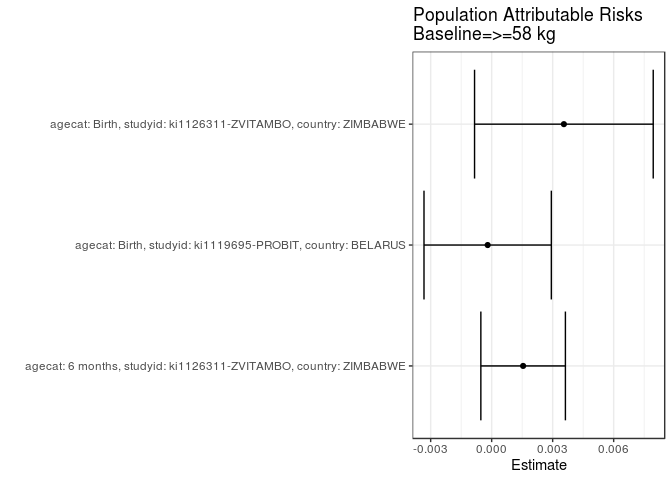 Population Attributable Risks
Baseline=>=58 kg
agecat: Birth, studyid: ki1126311-ZVITAMBO, country: ZIMBABWE
agecat: Birth, studyid: ki1119695-PROBIT, country: BELARUS
agecat: 6 months, studyid: ki1126311-ZVITAMBO, country: ZIMBABWE
-0.003 0.000 0.003 0.006
Estimate